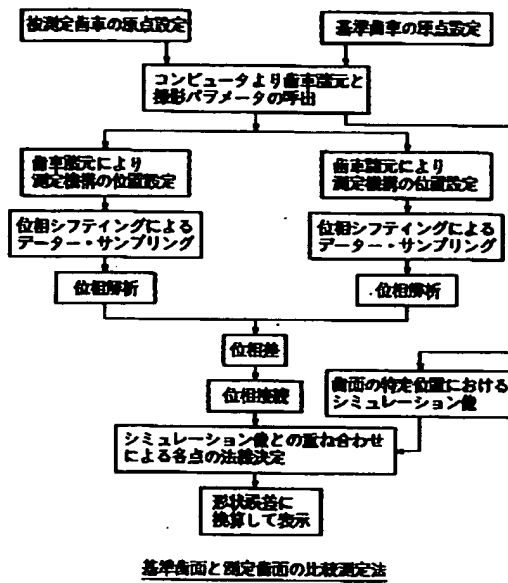 被測定歯車の原点設定
基準歯車の原点設定
コンピュータより歯車諸元と
撮影パラメータの呼出
歯車諸元により
測定機構の位置設定
歯車諸元により
測定機構の位置設定
位相シフティングによる
データー・サンプリング
位相シフティングによる
データー・サンプリング
位相解析
位相解析
位相差
位相接続
歯面の特定位置における
シミュレーション像
シミュレーション像との重ね合わせ
による各点の法線決定
形状誤差に
換算して表示
基準歯面と測定歯面の比較測定法